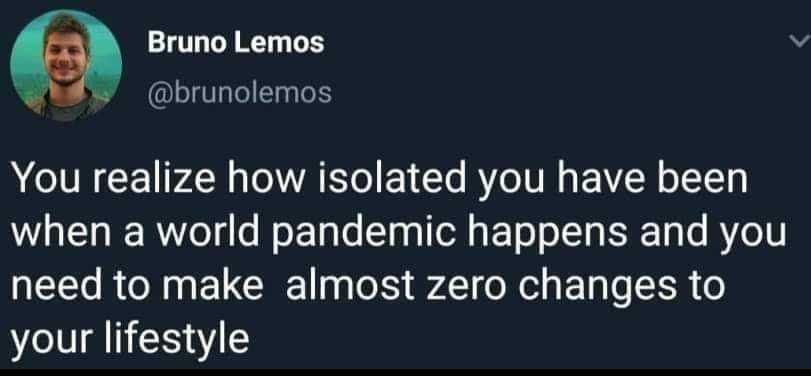 Bruno Lemos
@brunolemos
You realize how isolated you have been
when a world pandemic happens and you
need to make  almost zero changes to
your lifestyle